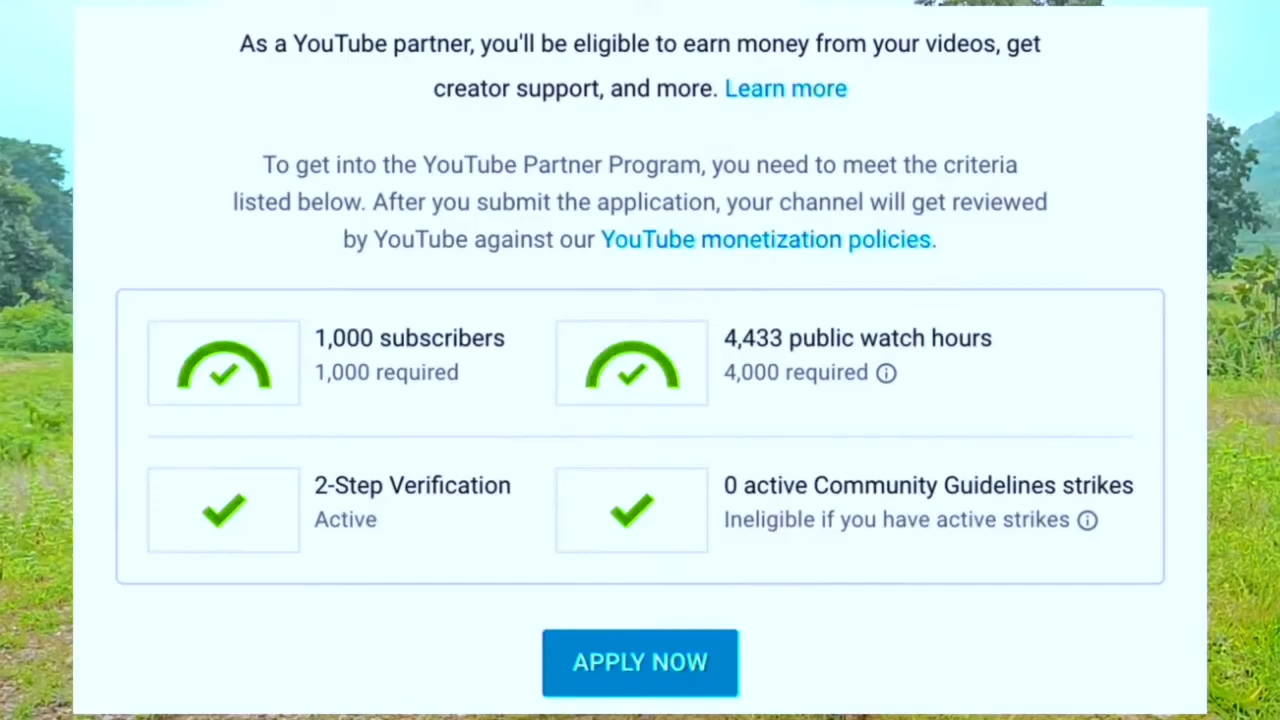 As a YouTube partner, you'll be eligible to earn money from your videos, get
creator support, and more. Learn more
To get into the YouTube Partner Program, you need to meet the criteria
listed below. After you submit the application, your channel will get reviewed
by YouTube against our YouTube monetization policies.
1,000 subscribers
1,000 required
4,433 public watch hours
4,000 required
2-Step Verification
Active
0 active Community Guidelines strikes
Ineligible if you have active strikes
APPLY NOW